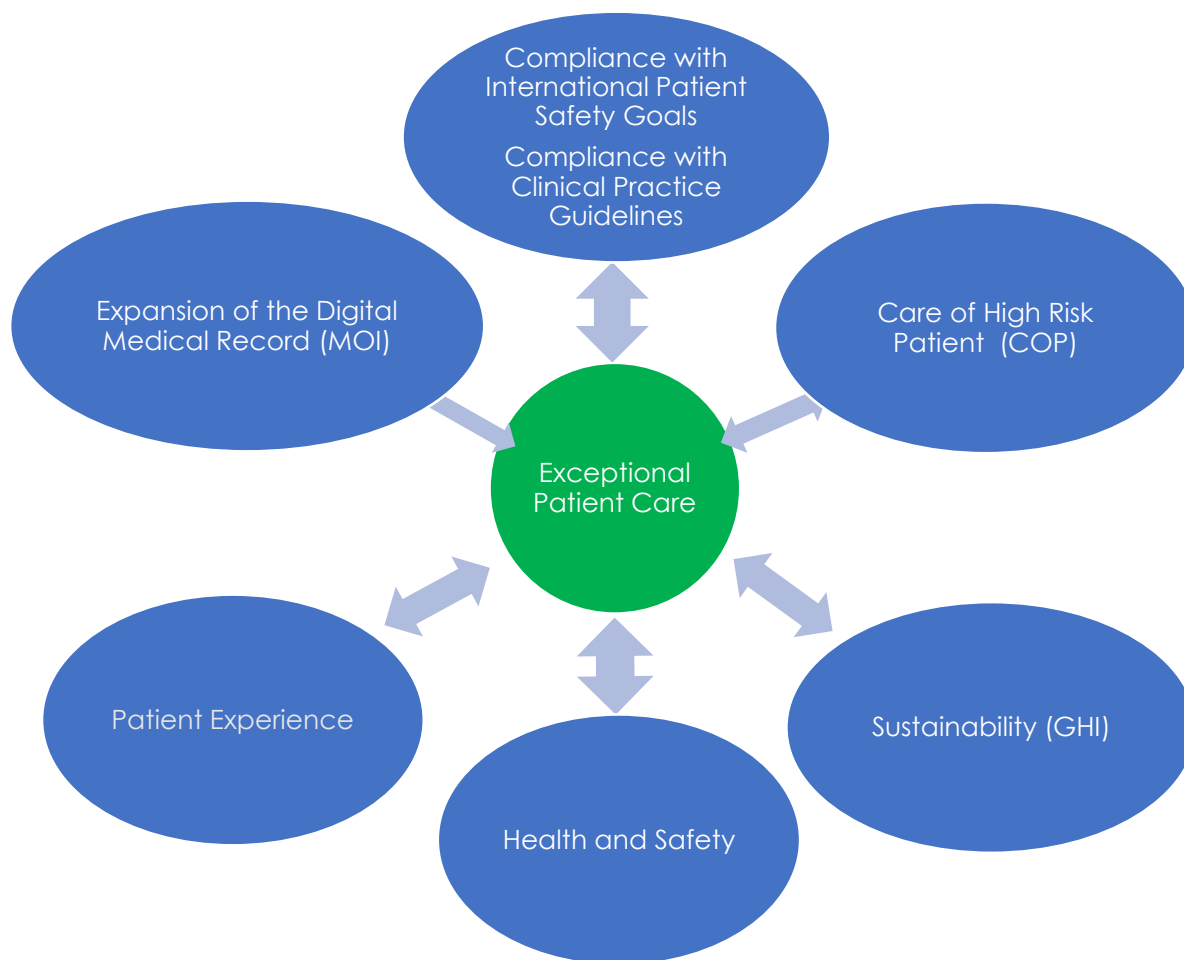 Compliance with
International Patient
Safety Goals
Compliance with
Clinical Practice
Guidelines
Expansion of the Digital
Medical Record (MOI)
Care of High Risk
Patient  (COP)
Exceptional
Patient Care
Patient Experience
Sustainability (GHI)
Health and Safety